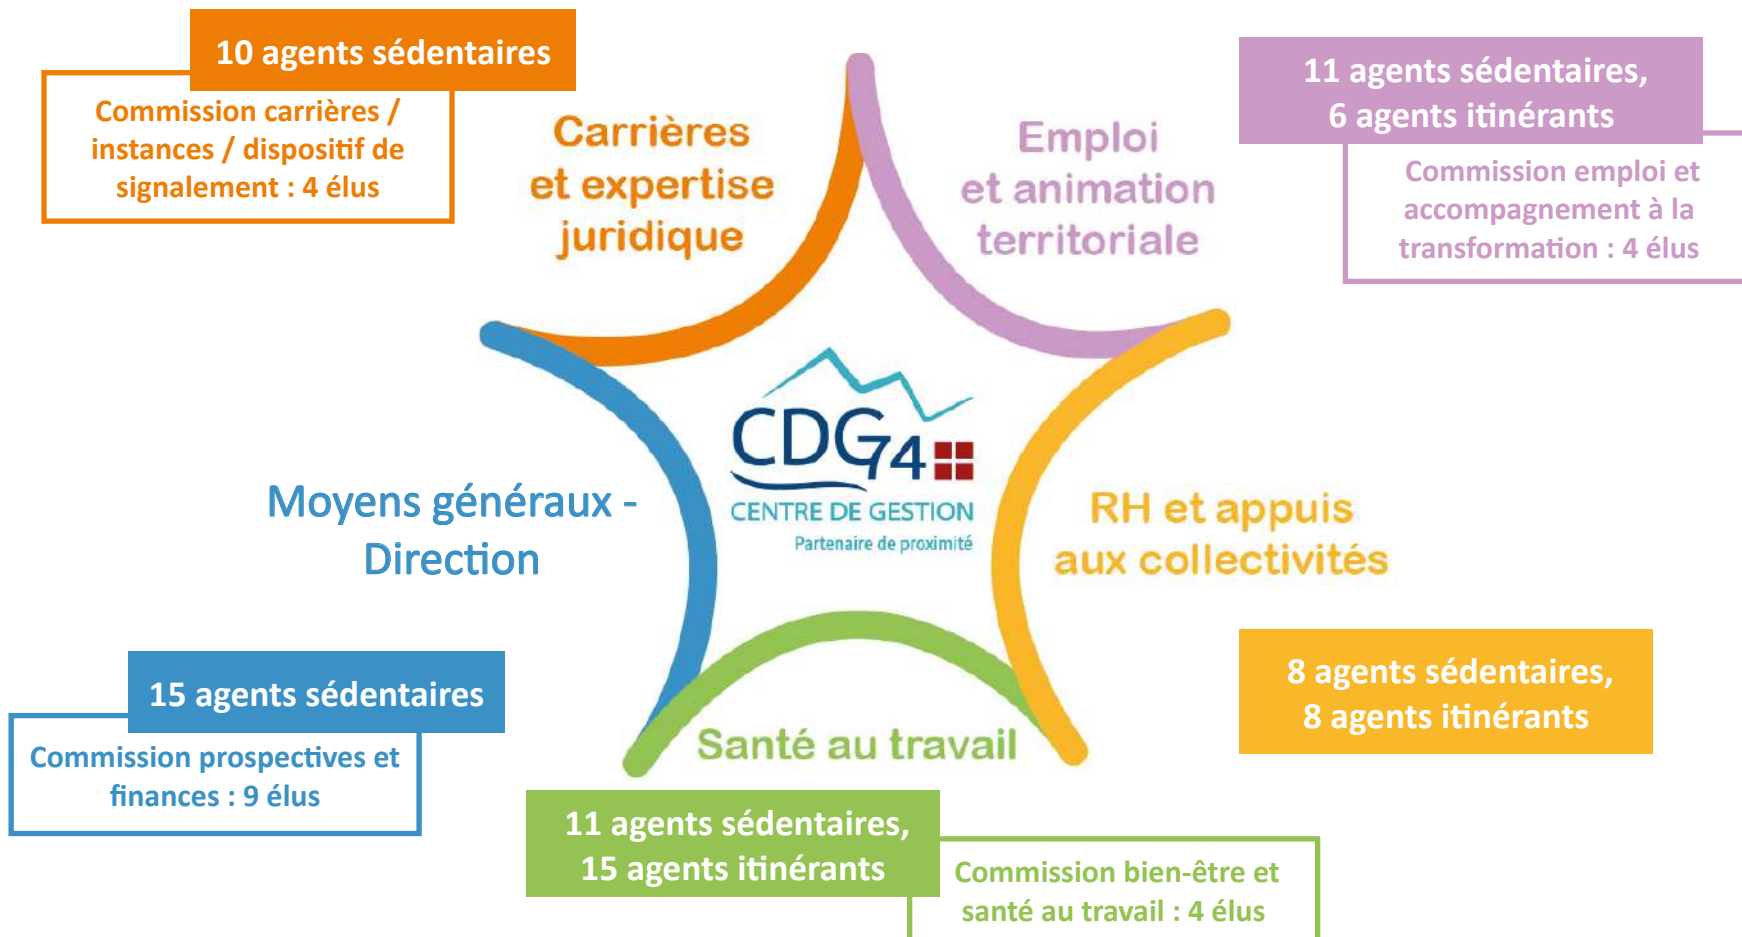 10 agents sédentaires
Commission carrières /
instances / dispositif de
signalement : 4 élus
Carrières
et expertise
juridique
Emploi
et animation
territoriale
11 agents sédentaires,
6 agents itinérants
Commission emploi et
accompagnement à la
transformation : 4 élus
CDG74
CENTRE DE GESTION
Partenaire de proximité
Moyens généraux -
Direction
RH et appuis
aux collectivités
15 agents sédentaires
Commission prospectives et
finances : 9 élus
8 agents sédentaires,
8 agents itinérants
Santé au travail
11 agents sédentaires,
15 agents itinérants
Commission bien-être et
santé au travail : 4 élus